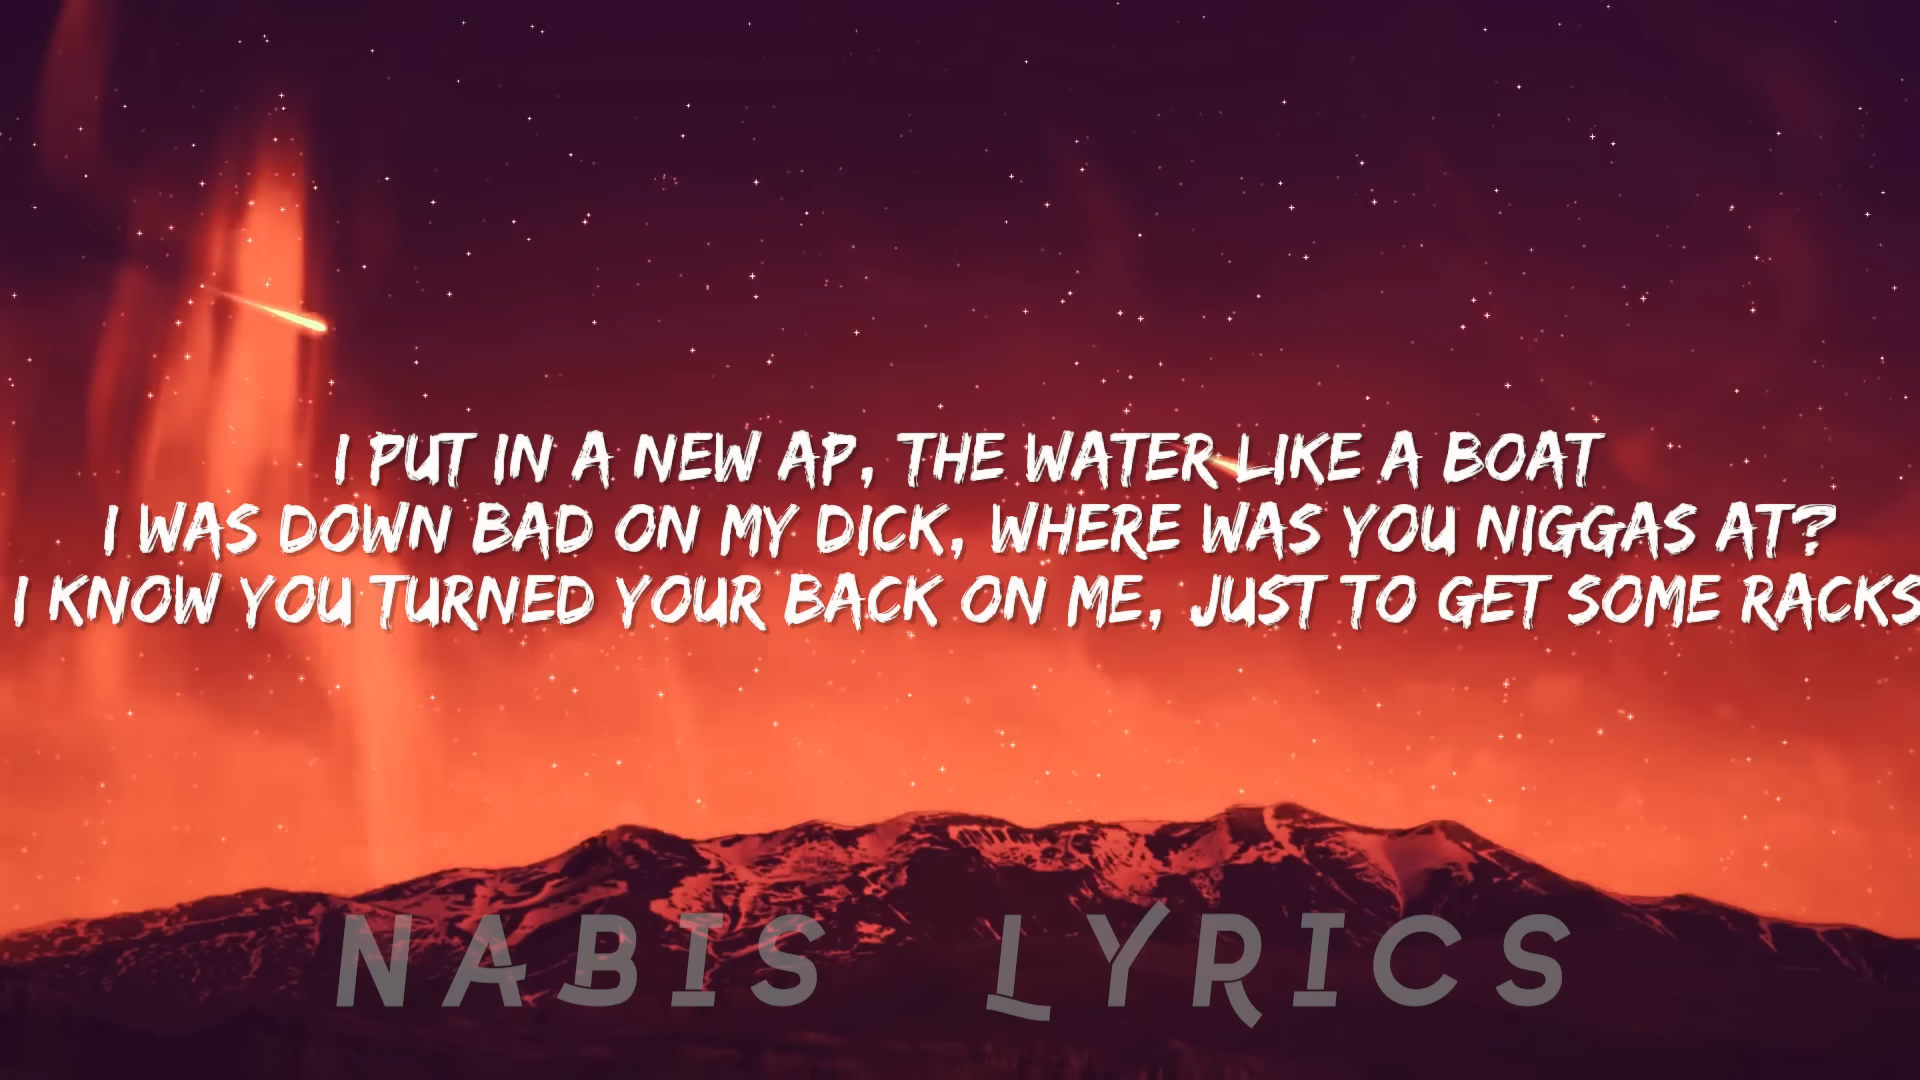 I PUT IN A NEW AP, THE WATER LIKE A BOAT
I WAS DOWN BAD ON MY DICK, WHERE WAS YOU NIGGAS AT?
I KNOW YOU TURNED YOUR BACK ON ME, JUST TO GET SOME RACKS
NABIS LYRICS